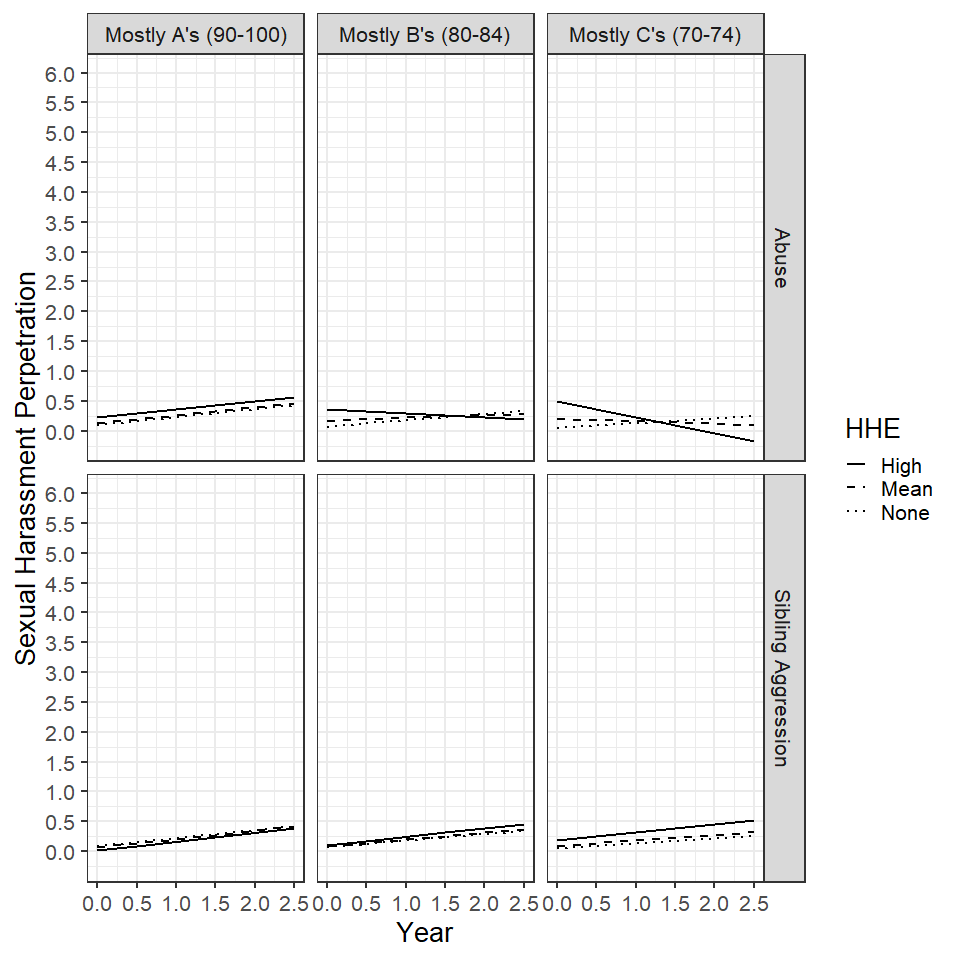 Mostly A's (90-100) Mostly B's (80-84) Mostly C's (70-74)
Sexual Harassment Perpetration
6.0
5.5
5.0
4.5
4.0
3.5
3.0
2.5
2.0
1.5
1.0
0.5
0.0
Abuse
6.0
5.5
5.0
4.5
4.0
3.5
3.0
2.5
2.0
1.5
1.0
0.5
0.0
Sibling Aggression
0.0 0.5 1.0 1.5 2.0 2.5 0.0 0.5 1.0 1.5 2.0 2.5 0.0 0.5 1.0 1.5 2.0 2.5
Year
HHE
High
Mean
None